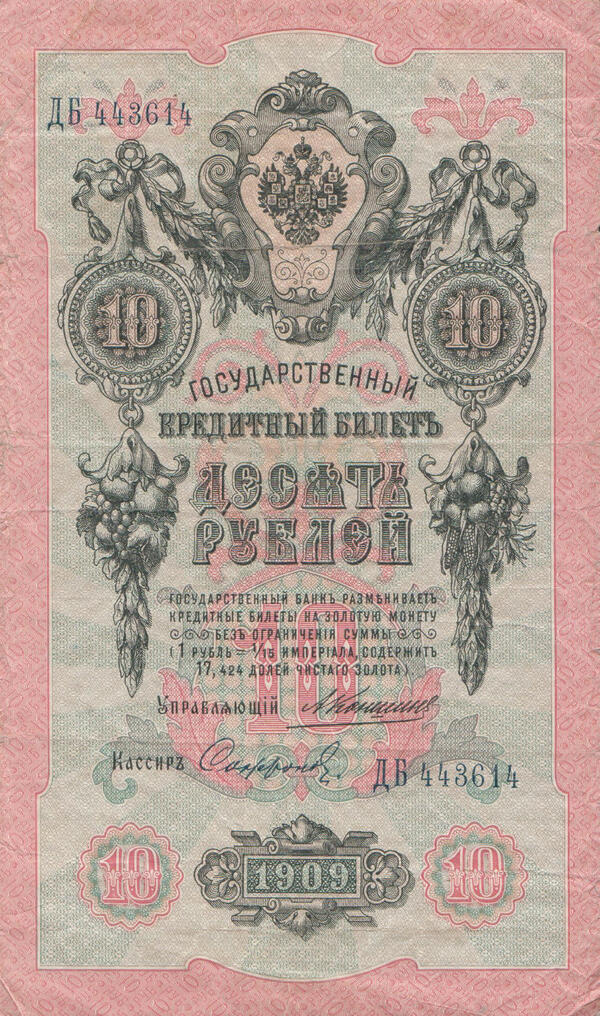 ДБ 443614
10 10
ГОСУДАРСТВЕННЫЙ
КРЕДИТНЫЙ БИЛЕТЪ
ДЕСЯТЬ
РУБЛЕЙ
ГОСУДАРСТВЕННЫЙ БАНКЪ РАЗМѢНИВАЕТЪ
КРЕДИТНЫЕ БИЛЕТЫ НА ЗОЛОТУЮ МОНЕТУ
БЕЗЪ ОГРАНИЧЕНІЯ СУММЫ
(1 РУБЛЬ = 1/15 ИМПЕРІАЛА, СОДЕРЖИТЪ
17,424 ДОЛЕЙ ЧИСТАГО ЗОЛОТА)
10
Управляющій
Кассиръ
ДБ 443614
10 1909 10